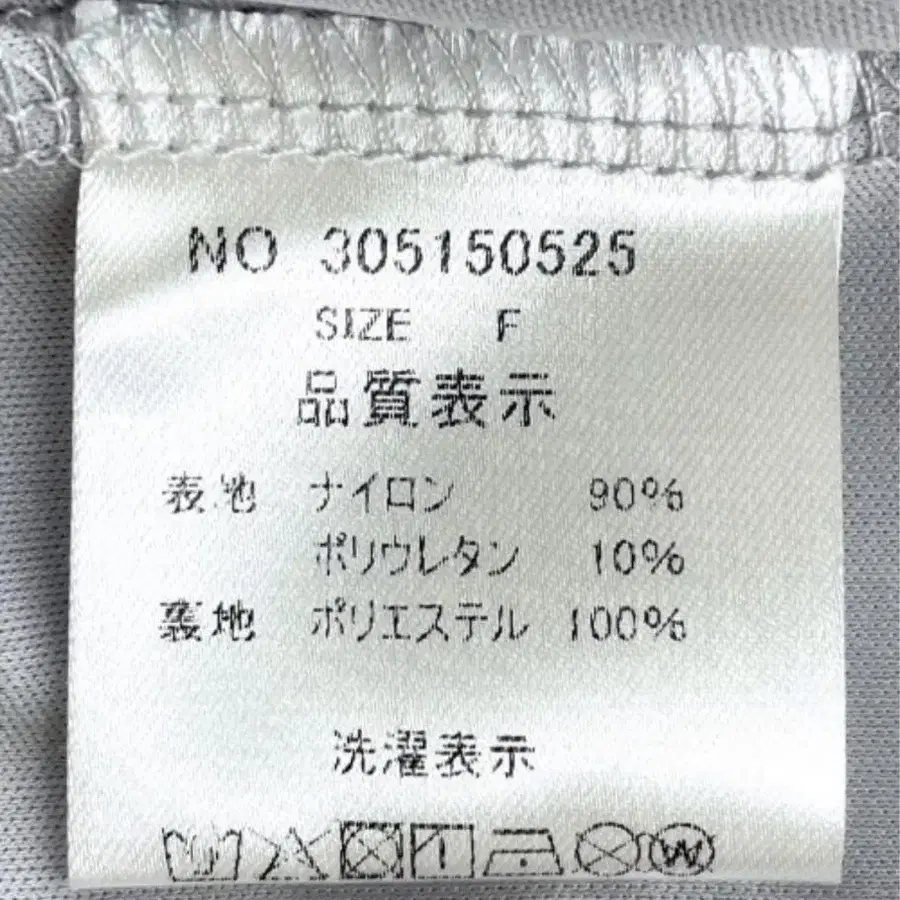 NO 305150525
SIZE F
品質表示
表地 ナイロン 90%
ポリウレタン 10%
裏地 ポリエステル 100%
洗濯表示
W